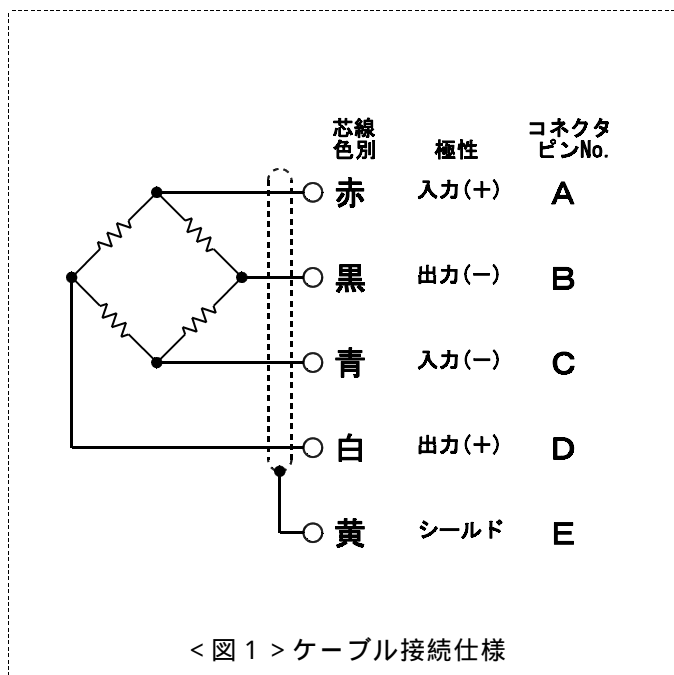 芯線
色別
極性
コネクタ
ピンNo.
赤 入力(+) A
黒 出力(-) B
青 入力(-) C
白 出力(+) D
黄 シールド E
<図1>ケーブル接続仕様